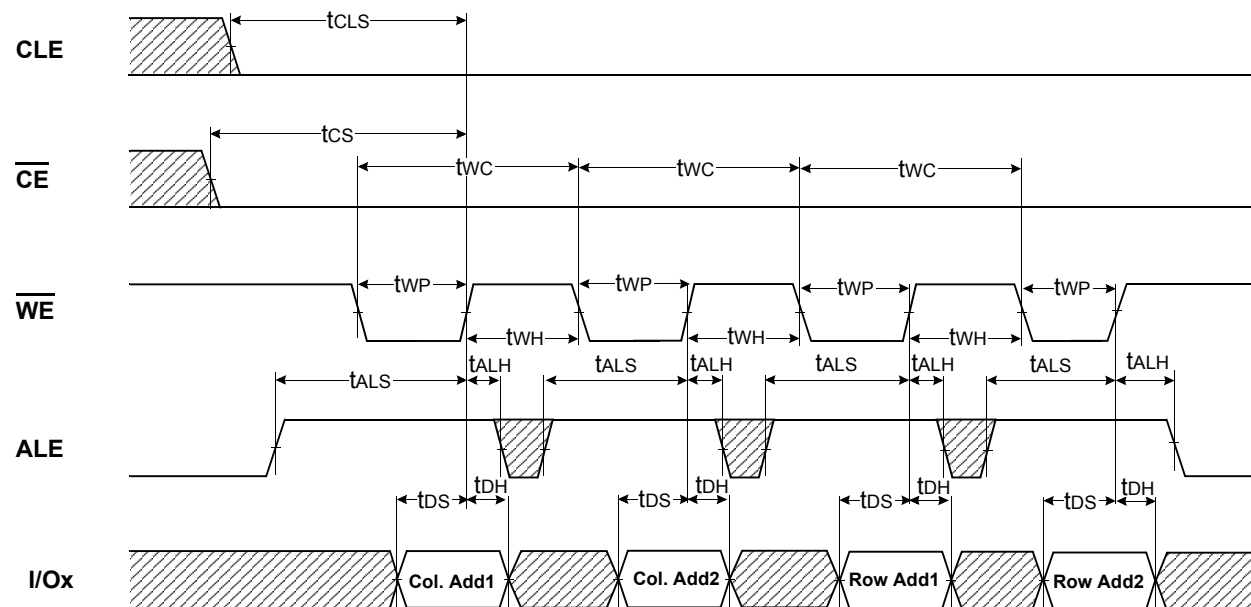 CLE
tCLS
CE
tCS
tWC tWC tWC
WE
tWP tWP tWP tWP
tWH tWH tWH
ALE
tALS tALH tALS tALH tALS tALH tALS tALH
tDS tDH tDS tDH tDS tDH tDS tDH
I/Ox
Col. Add1 Col. Add2 Row Add1 Row Add2